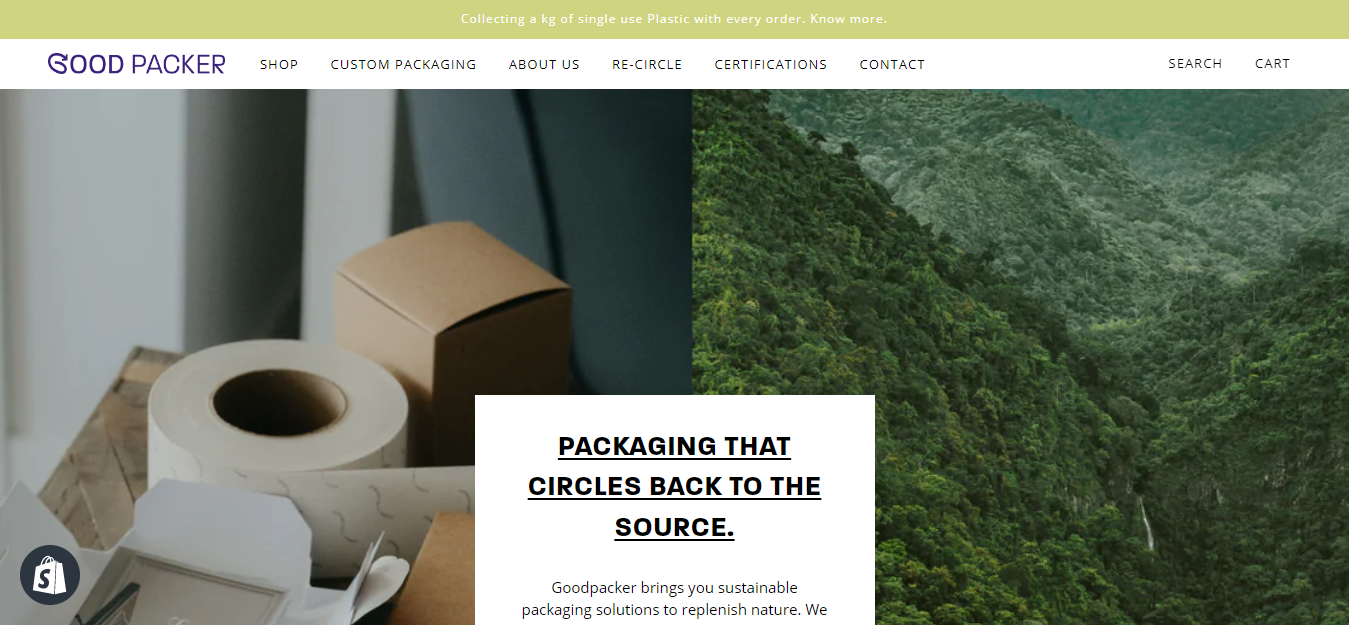 Collecting a kg of single use Plastic with every order. Know more.
GOOD PACKER
SHOP
CUSTOM PACKAGING
ABOUT US
RE-CIRCLE
CERTIFICATIONS
CONTACT
SEARCH
CART
PACKAGING THAT
CIRCLES BACK TO THE
SOURCE.
Goodpacker brings you sustainable
packaging solutions to replenish nature. We